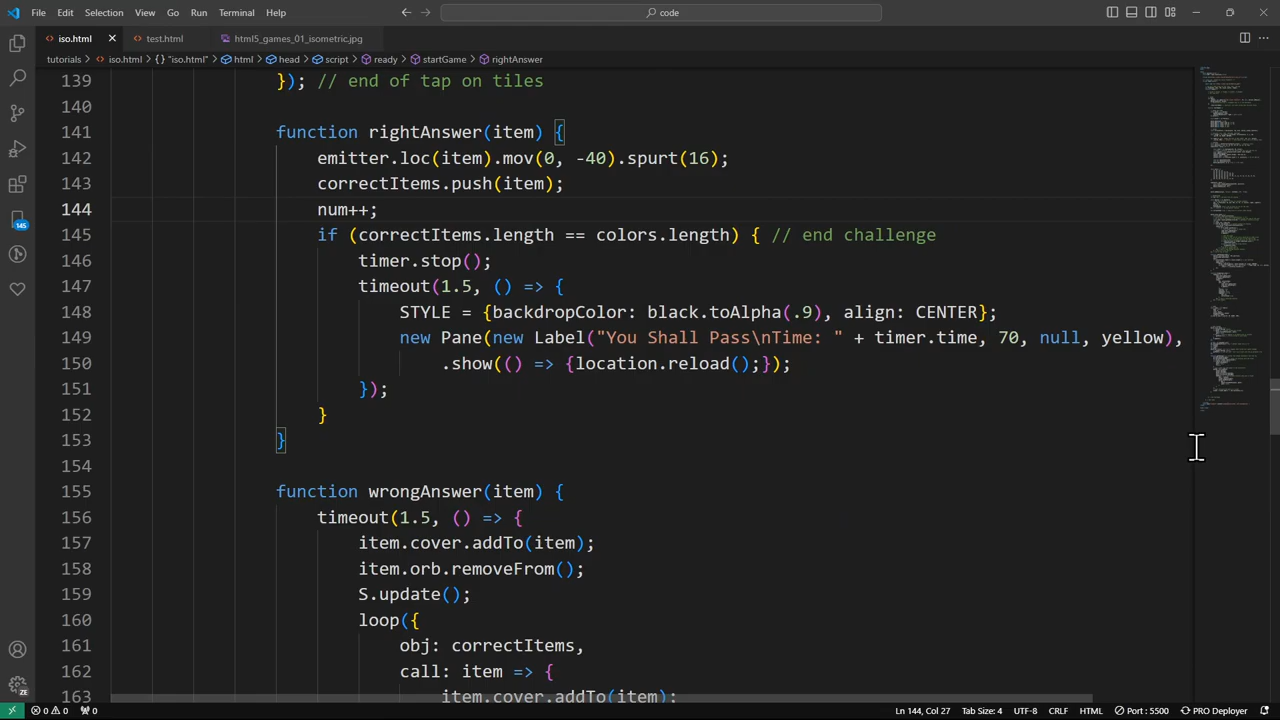 File Edit Selection View Go Run Terminal Help
code
iso.html test.html html5_games_01_isometric.jpg
tutorials iso.html "iso.html" html head script ready startGame rightAnswer
139 }); // end of tap on tiles
140
141 function rightAnswer(item) {
142 emitter.loc(item).mov(0, -40).spurt(16);
143 correctItems.push(item);
144 num++;
145 if (correctItems.length == colors.length) { // end challenge
146 timer.stop();
147 timeout(1.5, () => {
148 STYLE = {backdropColor: black.toAlpha(.9), align: CENTER};
149 new Pane(new Label("You Shall Pass\nTime: " + timer.time, 70, null, yellow),
150 .show(() => {location.reload();});
151 });
152 }
153 }
154
155 function wrongAnswer(item) {
156 timeout(1.5, () => {
157 item.cover.addTo(item);
158 item.orb.removeFrom();
159 S.update();
160 loop({
161 obj: correctItems,
162 call: item => {
163 item.cover.addTo(item);
145
ZE
0 0 0 Ln 144, Col 27 Tab Size: 4 UTF-8 CRLF HTML Port : 5500 PRO Deployer